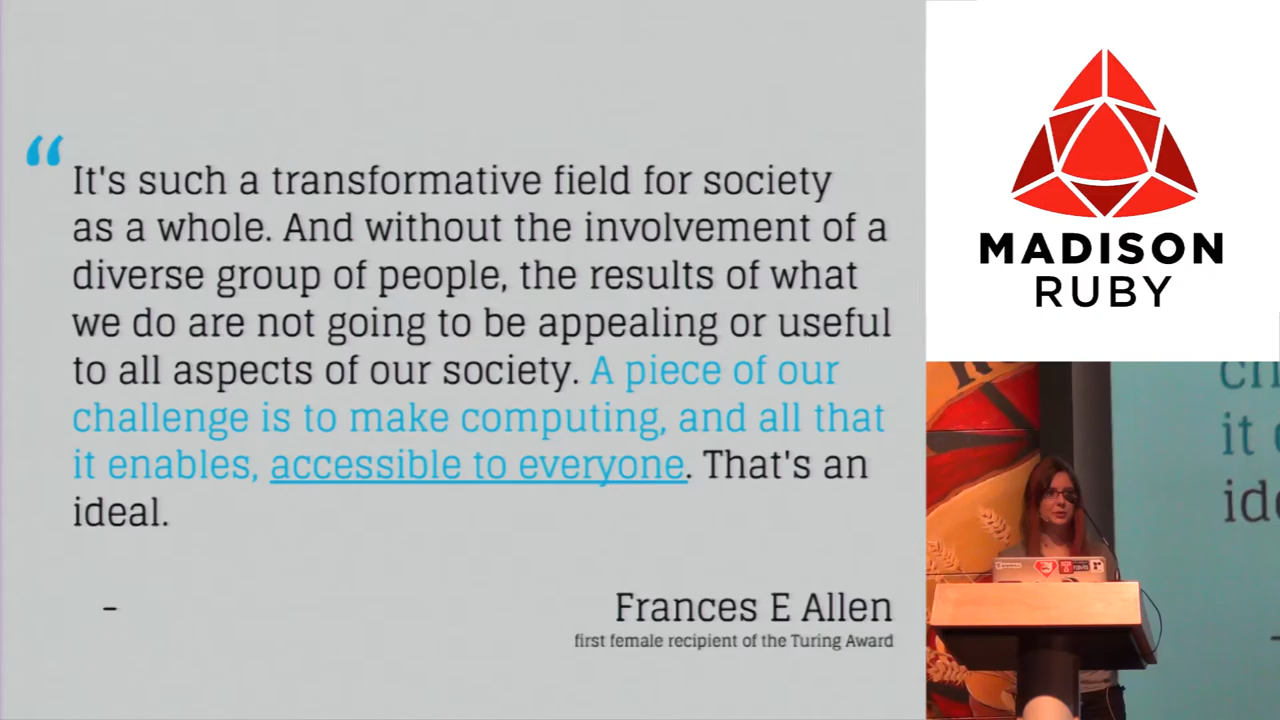 “
It's such a transformative field for society
as a whole. And without the involvement of a
diverse group of people, the results of what
we do are not going to be appealing or useful
to all aspects of our society. A piece of our
challenge is to make computing, and all that
it enables, accessible to everyone. That's an
ideal.
-
Frances E Allen
first female recipient of the Turing Award
MADISON
RUBY
ch
it
ide